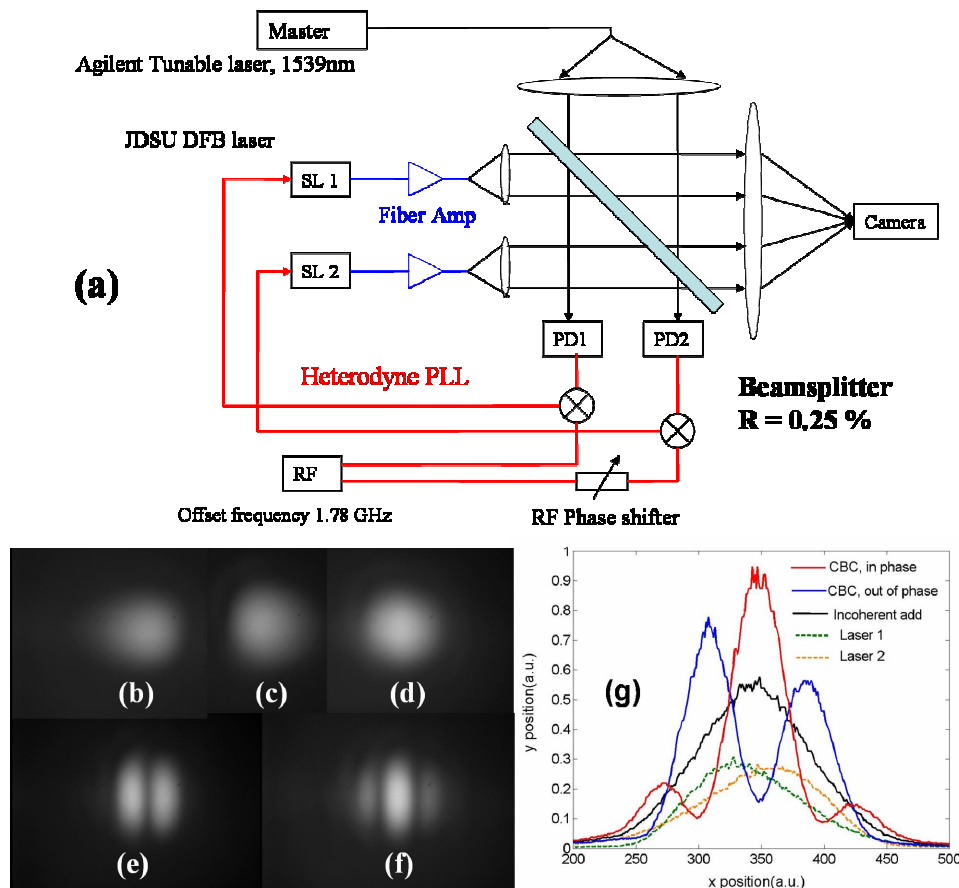 Master
Agilent Tunable laser, 1539nm
JDSU DFB laser
SL 1
Fiber Amp
Camera
SL 2
(a)
PD1
PD2
Heterodyne PLL
Beamsplitter
R = 0,25 %
RF
Offset frequency 1.78 GHz
RF Phase shifter
(b)
(c)
(d)
(e)
(f)
(g)
CBC, in phase
CBC, out of phase
Incoherent add
Laser 1
Laser 2
y position(a.u.)
1
0.9
0.8
0.7
0.6
0.5
0.4
0.3
0.2
0.1
0
200
250
300
350
400
450
500
x position(a.u.)